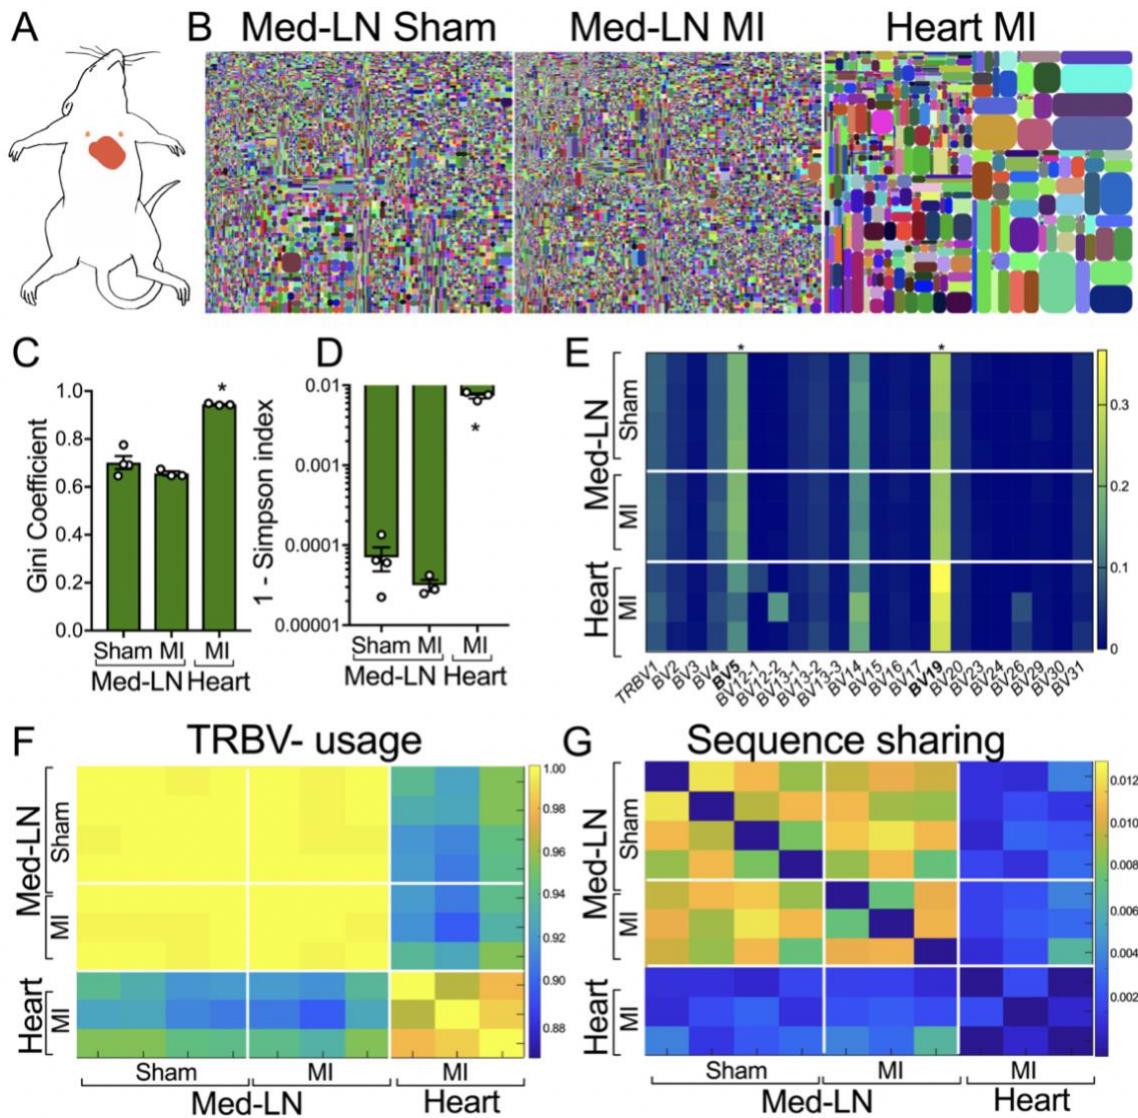 A
B Med-LN Sham Med-LN MI Heart MI
C
Gini Coefficient
1.0
0.8
0.6
0.4
0.2
0.0
Sham MI MI
Med-LN Heart
*
D
1 - Simpson index
0.01
0.001
0.0001
0.00001
Sham MI MI
Med-LN Heart
*
E
* *
Med-LN
Sham
MI
Heart
MI
0.3
0.2
0.1
0
TRBV1 BV2 BV3 BV4 BV5 BV12-1 BV12-2 BV13-1 BV13-2 BV13-3 BV14 BV15 BV16 BV17 BV19 BV20 BV23 BV24 BV26 BV29 BV30 BV31
F TRBV- usage
Med-LN
Sham
MI
Heart
MI
1.00
0.98
0.96
0.94
0.92
0.90
0.88
Sham MI MI
Med-LN Heart
G Sequence sharing
Med-LN
Sham
MI
Heart
MI
0.012
0.010
0.008
0.006
0.004
0.002
Sham MI MI
Med-LN Heart